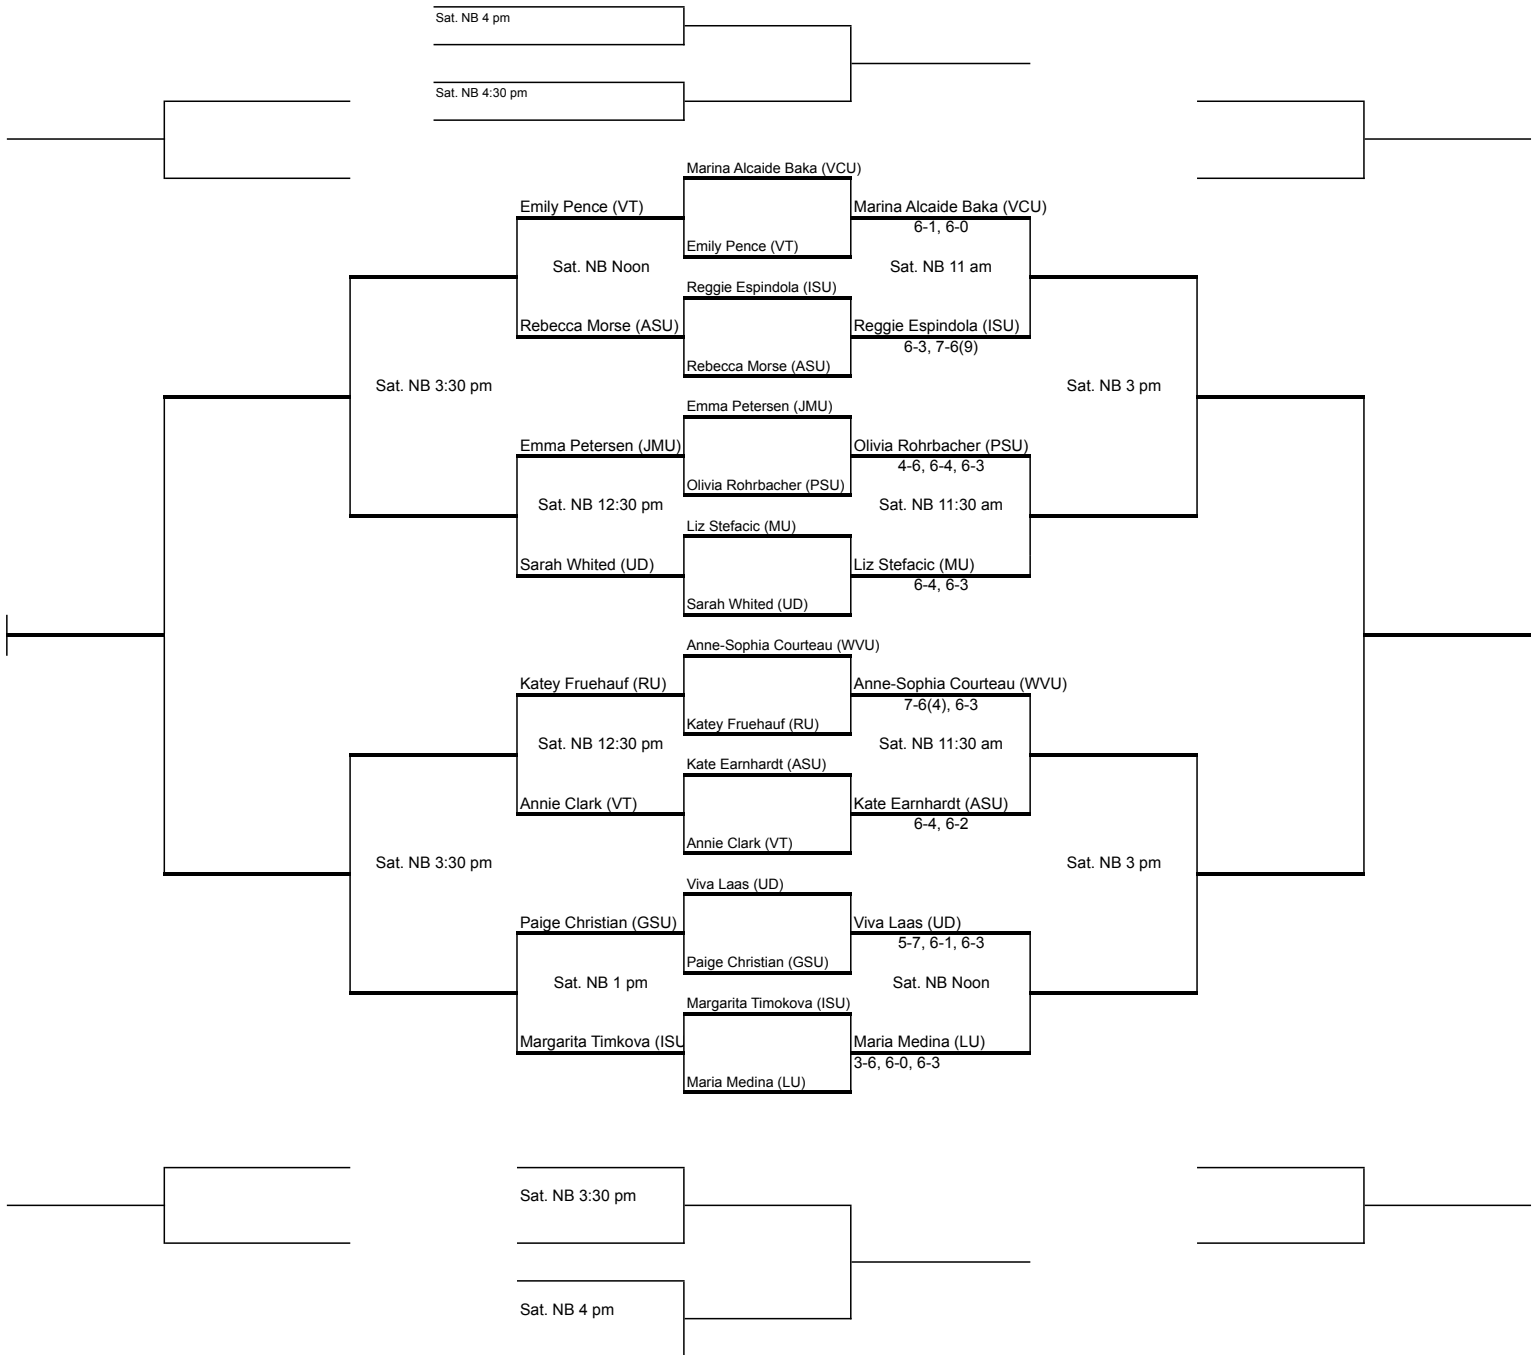 Sat. NB 4 pm
Sat. NB 4:30 pm
Marina Alcaide Baka (VCU)
Emily Pence (VT)
Marina Alcaide Baka (VCU)
6-1, 6-0
Emily Pence (VT)
Sat. NB Noon
Sat. NB 11 am
Reggie Espindola (ISU)
Rebecca Morse (ASU)
Reggie Espindola (ISU)
6-3, 7-6(9)
Rebecca Morse (ASU)
Sat. NB 3:30 pm
Sat. NB 3 pm
Emma Petersen (JMU)
Emma Petersen (JMU)
Olivia Rohrbacher (PSU)
4-6, 6-4, 6-3
Olivia Rohrbacher (PSU)
Sat. NB 12:30 pm
Sat. NB 11:30 am
Liz Stefacic (MU)
Sarah Whited (UD)
Liz Stefacic (MU)
6-4, 6-3
Sarah Whited (UD)
Anne-Sophia Courteau (WVU)
Katey Fruehauf (RU)
Anne-Sophia Courteau (WVU)
7-6(4), 6-3
Katey Fruehauf (RU)
Sat. NB 12:30 pm
Sat. NB 11:30 am
Kate Earnhardt (ASU)
Annie Clark (VT)
Kate Earnhardt (ASU)
6-4, 6-2
Annie Clark (VT)
Sat. NB 3:30 pm
Sat. NB 3 pm
Viva Laas (UD)
Paige Christian (GSU)
Viva Laas (UD)
5-7, 6-1, 6-3
Paige Christian (GSU)
Sat. NB 1 pm
Sat. NB Noon
Margarita Timokova (ISU)
Margarita Timkova (ISU
Maria Medina (LU)
3-6, 6-0, 6-3
Maria Medina (LU)
Sat. NB 3:30 pm
Sat. NB 4 pm